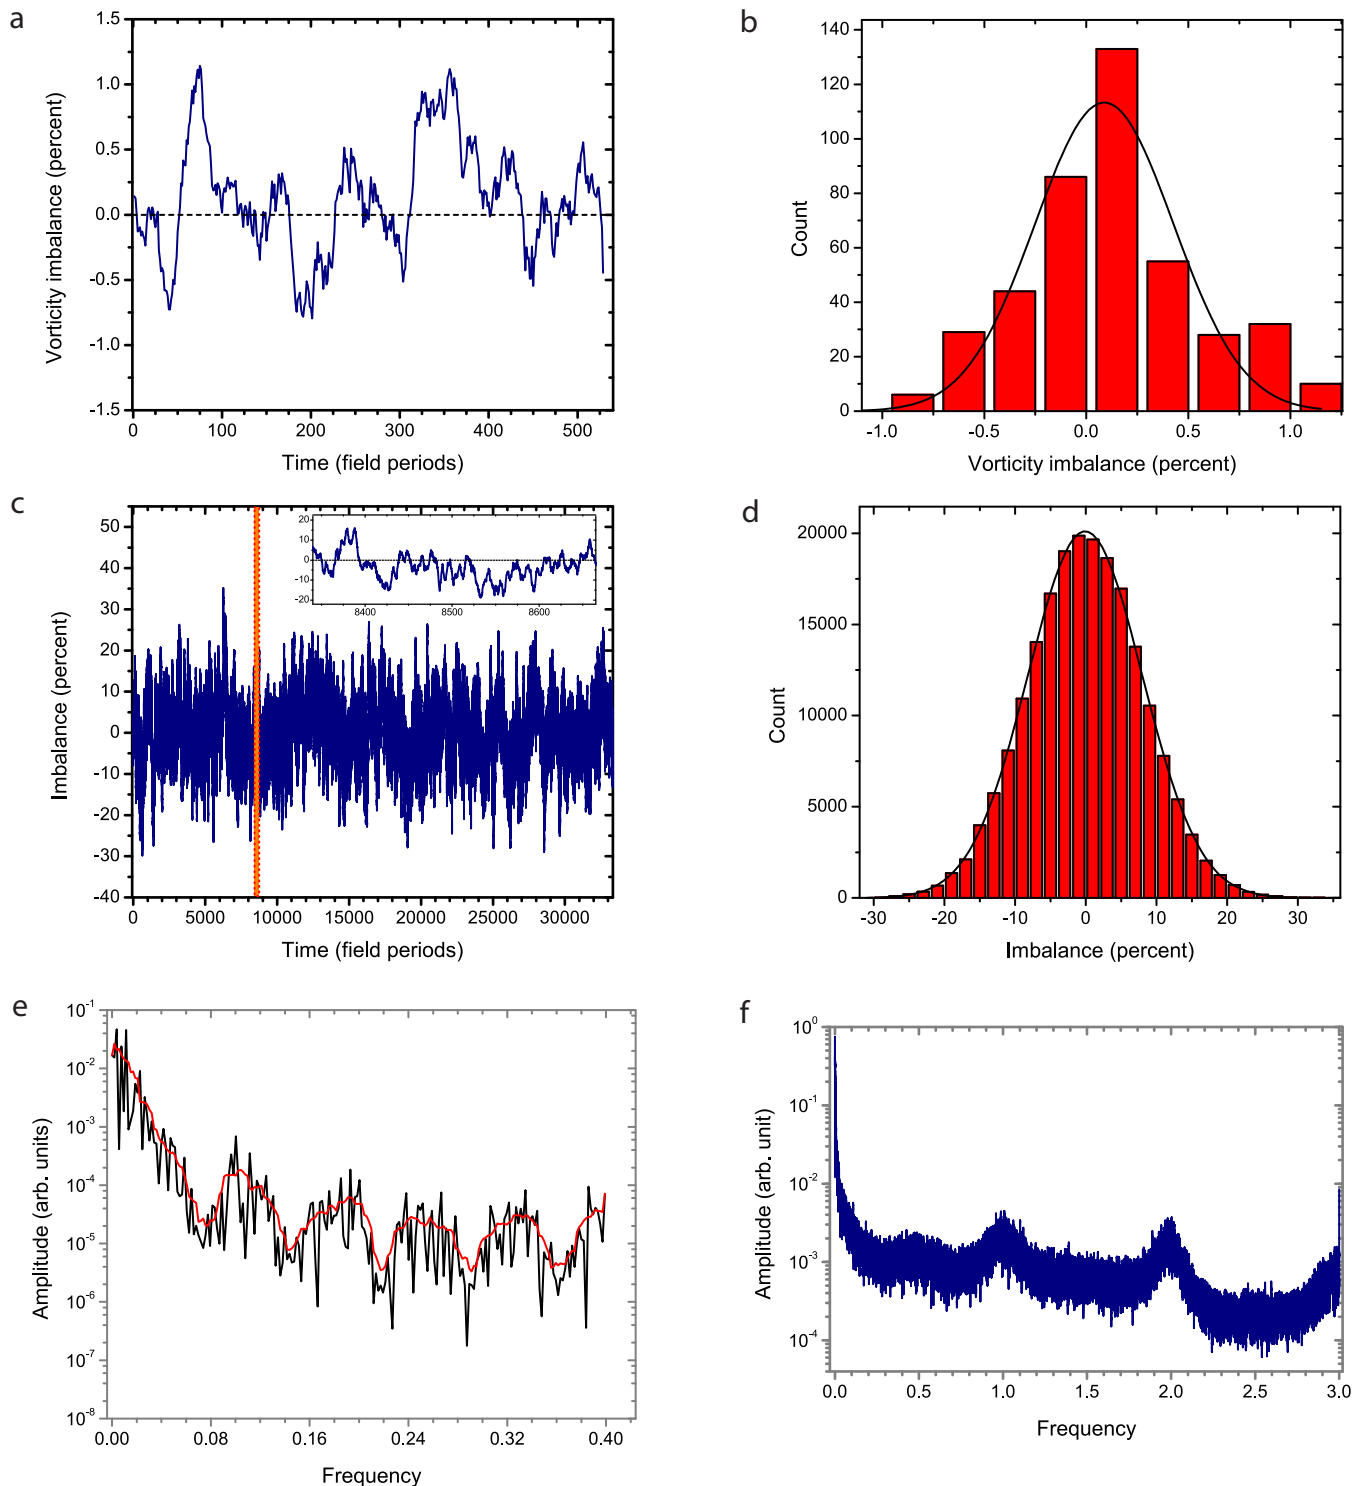 a
1.5
1.0
0.5
0.0
-0.5
-1.0
-1.5
Vorticity imbalance (percent)
0 100 200 300 400 500
Time (field periods)
b
140
120
100
80
60
40
20
0
Count
-1.0 -0.5 0.0 0.5 1.0
Vorticity imbalance (percent)
c
50
40
30
20
10
0
-10
-20
-30
-40
Imbalance (percent)
20
10
0
-10
-20
8400 8500 8600
0 5000 10000 15000 20000 25000 30000
Time (field periods)
d
20000
15000
10000
5000
0
Count
-30 -20 -10 0 10 20 30
Imbalance (percent)
e
10^-1
10^-2
10^-3
10^-4
10^-5
10^-6
10^-7
10^-8
Amplitude (arb. units)
0.00 0.08 0.16 0.24 0.32 0.40
Frequency
f
10^0
10^-1
10^-2
10^-3
10^-4
Amplitude (arb. unit)
0.0 0.5 1.0 1.5 2.0 2.5 3.0
Frequency